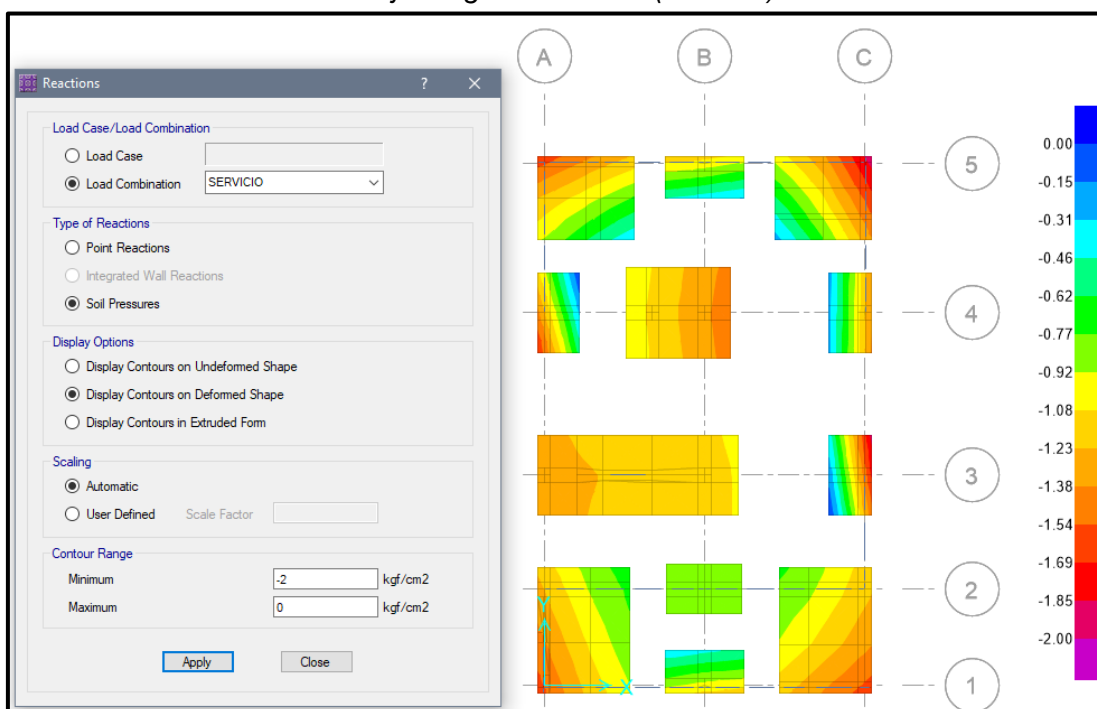 Reactions ? ×
Load Case/Load Combination
Load Case
Load Combination SERVICIO
Type of Reactions
Point Reactions
Integrated Wall Reactions
Soil Pressures
Display Options
Display Contours on Undeformed Shape
Display Contours on Deformed Shape
Display Contours in Extruded Form
Scaling
Automatic
User Defined Scale Factor
Contour Range
Minimum -2 kgf/cm2
Maximum 0 kgf/cm2
Apply Close
A B C
5
4
3
2
1
Y
X
0.00
-0.15
-0.31
-0.46
-0.62
-0.77
-0.92
-1.08
-1.23
-1.38
-1.54
-1.69
-1.85
-2.00